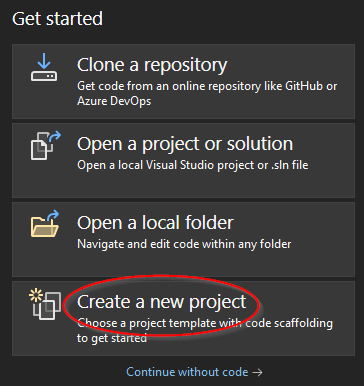 Get started
Clone a repository
Get code from an online repository like GitHub or
Azure DevOps
Open a project or solution
Open a local Visual Studio project or .sln file
Open a local folder
Navigate and edit code within any folder
Create a new project
Choose a project template with code scaffolding
to get started
Continue without code →